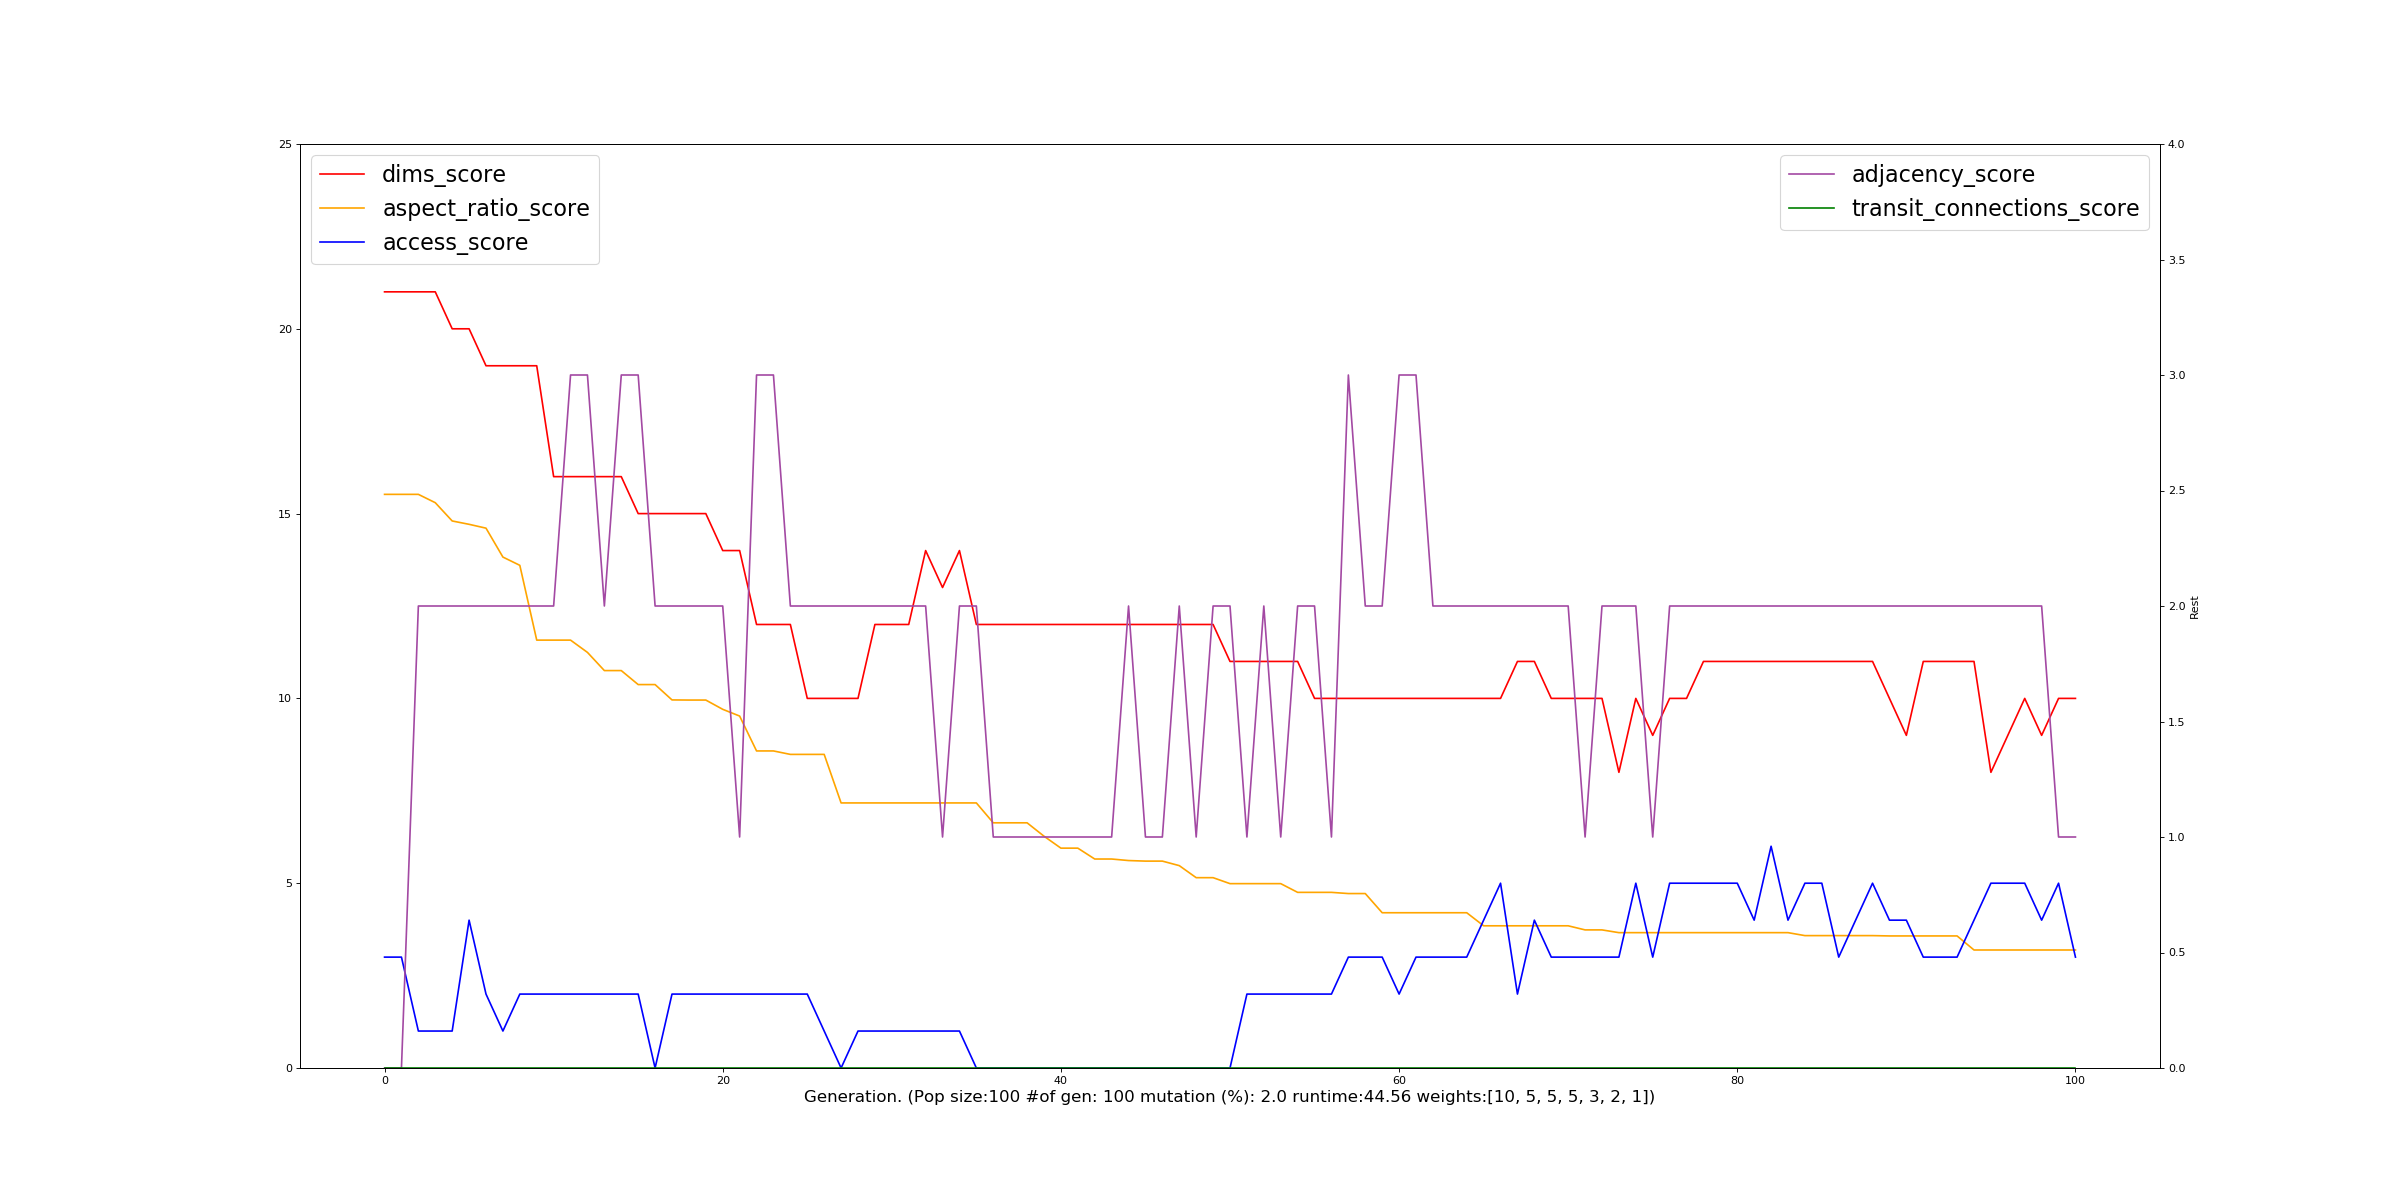 dims_score
aspect_ratio_score
access_score
adjacency_score
transit_connections_score
25
20
15
10
5
0
4.0
3.5
3.0
2.5
2.0
1.5
1.0
0.5
0.0
Rest
0 20 40 60 80 100
Generation. (Pop size:100 #of gen: 100 mutation (%): 2.0 runtime:44.56 weights:[10, 5, 5, 5, 3, 2, 1])